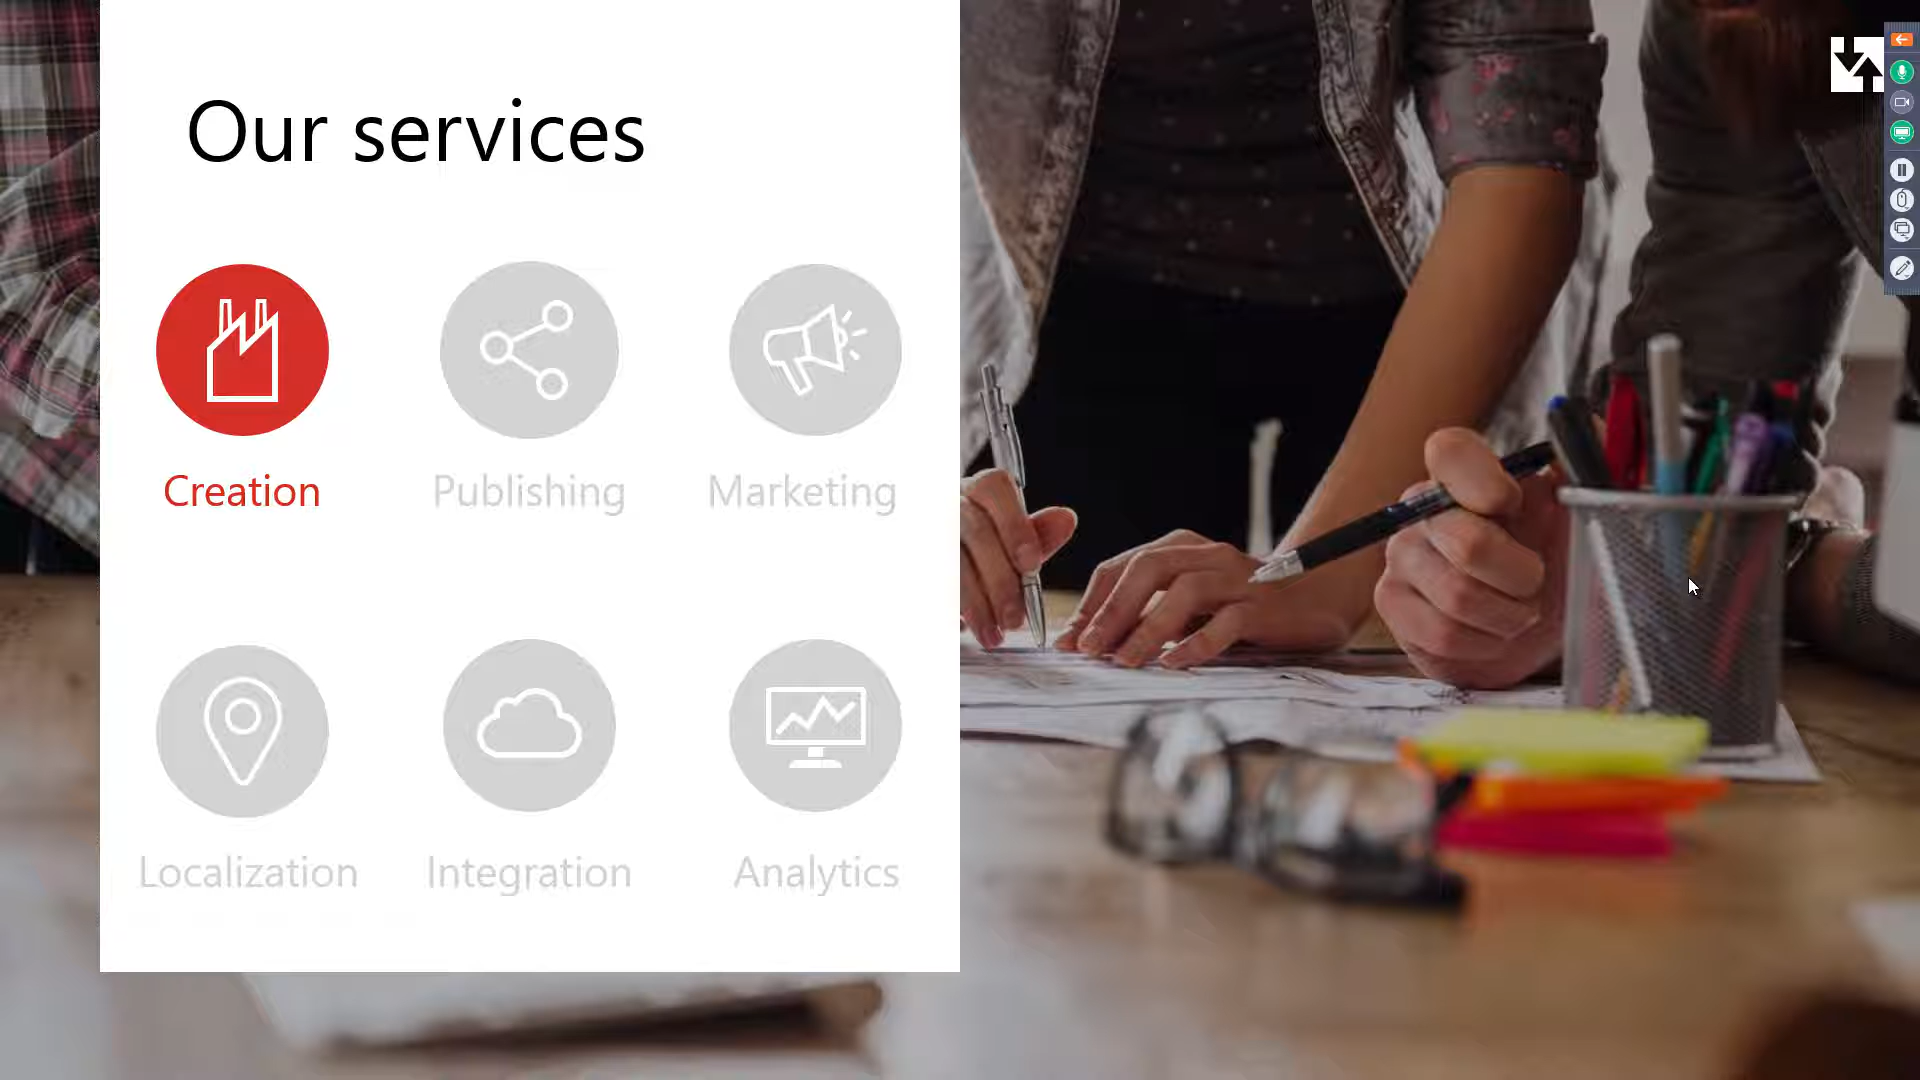 Our services
Creation
Publishing
Marketing
Localization
Integration
Analytics